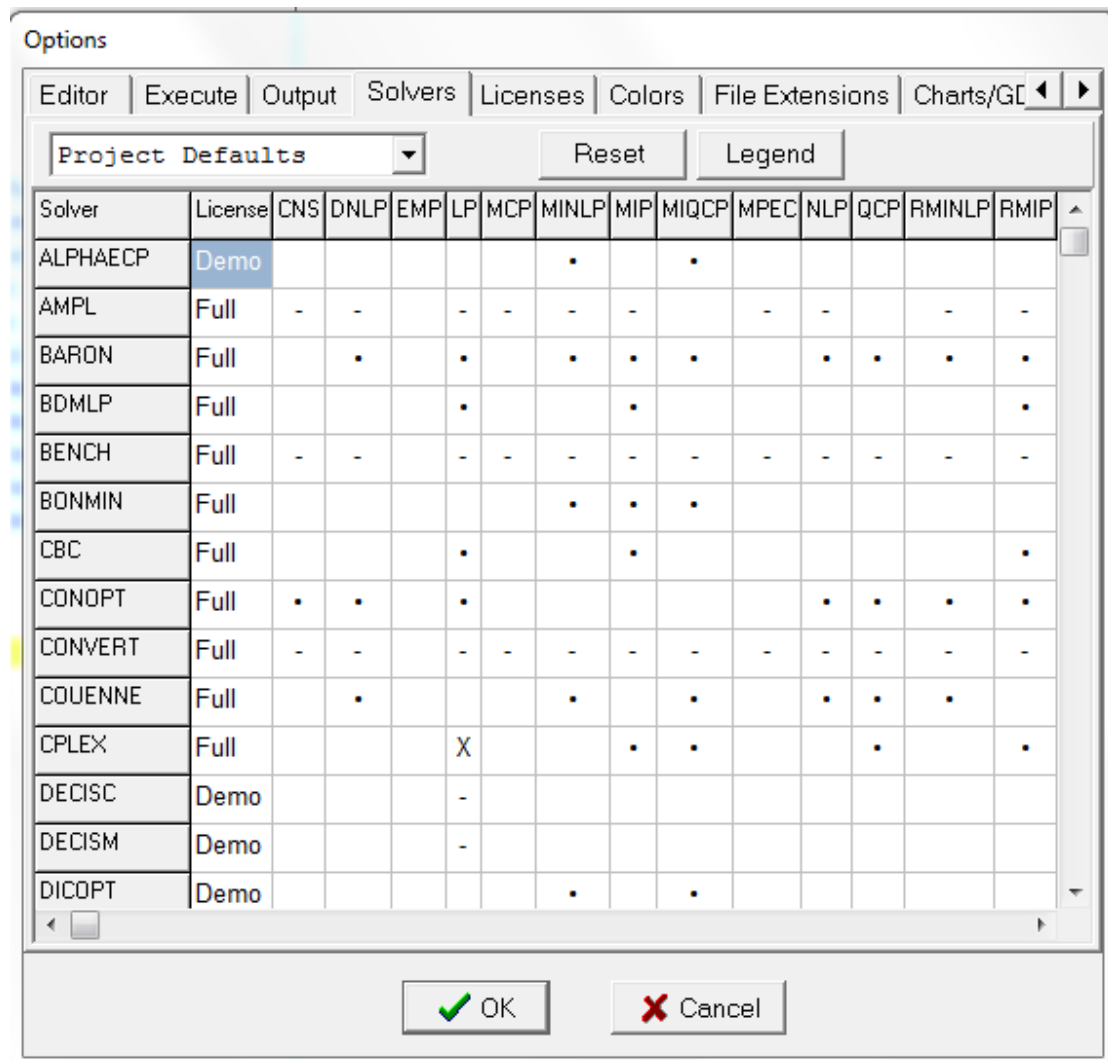 Options
Editor Execute Output Solvers Licenses Colors File Extensions Charts/GD
Project Defaults Reset Legend
Solver License CNS DNLP EMP LP MCP MINLP MIP MIQCP MPEC NLP QCP RMINLP RMIP
ALPHAECP Demo • •
AMPL Full - - - - - - - - - -
BARON Full • • • • • • • • •
BDMLP Full • • •
BENCH Full - - - - - - - - - - - -
BONMIN Full • • •
CBC Full • • •
CONOPT Full • • • • • • •
CONVERT Full - - - - - - - - - - - -
COUENNE Full • • • • • •
CPLEX Full X • • • •
DECISC Demo -
DECISM Demo -
DICOPT Demo • •
OK Cancel